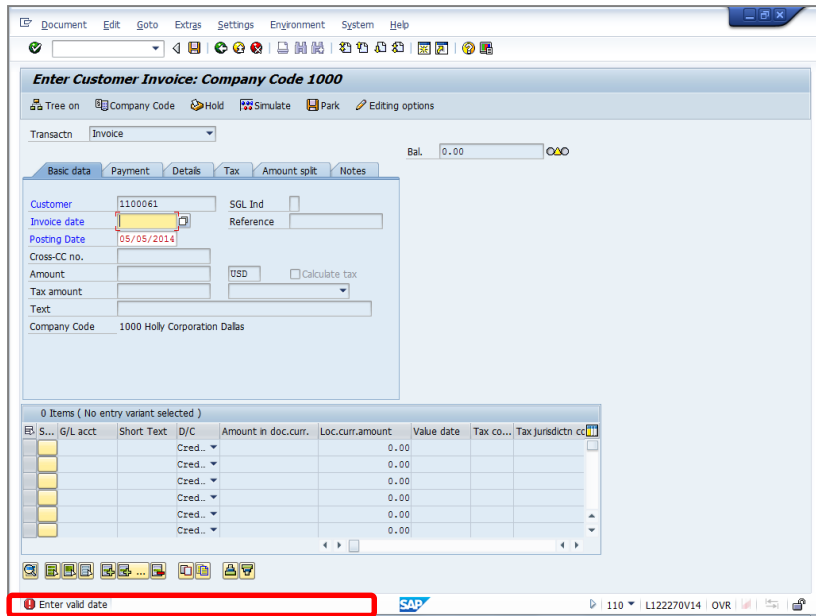 Document Edit Goto Extras Settings Environment System Help
Enter Customer Invoice: Company Code 1000
Tree on Company Code Hold Simulate Park Editing options
Transactn Invoice
Bal. 0.00
Basic data Payment Details Tax Amount split Notes
Customer 1100061 SGL Ind
Invoice date Reference
Posting Date 05/05/2014
Cross-CC no.
Amount USD Calculate tax
Tax amount
Text
Company Code 1000 Holly Corporation Dallas
0 Items ( No entry variant selected )
S... G/L acct Short Text D/C Amount in doc.curr. Loc.curr.amount Value date Tax co... Tax jurisdictn cc
Cred.. 0.00
Cred.. 0.00
Cred.. 0.00
Cred.. 0.00
Cred.. 0.00
Cred.. 0.00
Enter valid date SAP 110 L122270V14 OVR